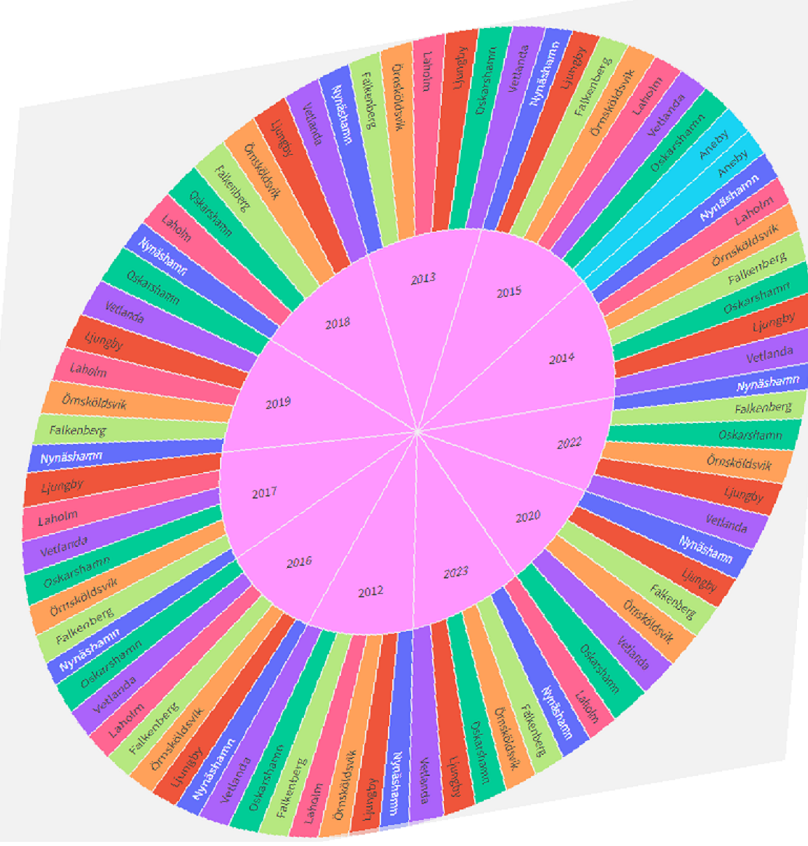 2013
2015
2014
2022
2020
2023
2012
2016
2017
2019
2018
Nynäshamn
Falkenberg
Örnsköldsvik
Laholm
Ljungby
Oskarshamn
Vetlanda
Nynäshamn
Ljungby
Falkenberg
Örnsköldsvik
Laholm
Vetlanda
Oskarshamn
Aneby
Aneby
Nynäshamn
Laholm
Örnsköldsvik
Falkenberg
Oskarshamn
Ljungby
Vetlanda
Nynäshamn
Falkenberg
Oskarshamn
Örnsköldsvik
Ljungby
Vetlanda
Nynäshamn
Ljungby
Falkenberg
Örnsköldsvik
Vetlanda
Oskarshamn
Laholm
Nynäshamn
Falkenberg
Örnsköldsvik
Oskarshamn
Ljungby
Vetlanda
Nynäshamn
Ljungby
Örnsköldsvik
Laholm
Falkenberg
Oskarshamn
Vetlanda
Nynäshamn
Ljungby
Örnsköldsvik
Falkenberg
Laholm
Vetlanda
Oskarshamn
Nynäshamn
Falkenberg
Örnsköldsvik
Oskarshamn
Vetlanda
Laholm
Ljungby
Nynäshamn
Falkenberg
Örnsköldsvik
Laholm
Ljungby
Vetlanda
Oskarshamn
Nynäshamn
Laholm
Oskarshamn
Falkenberg
Örnsköldsvik
Ljungby
Vetlanda